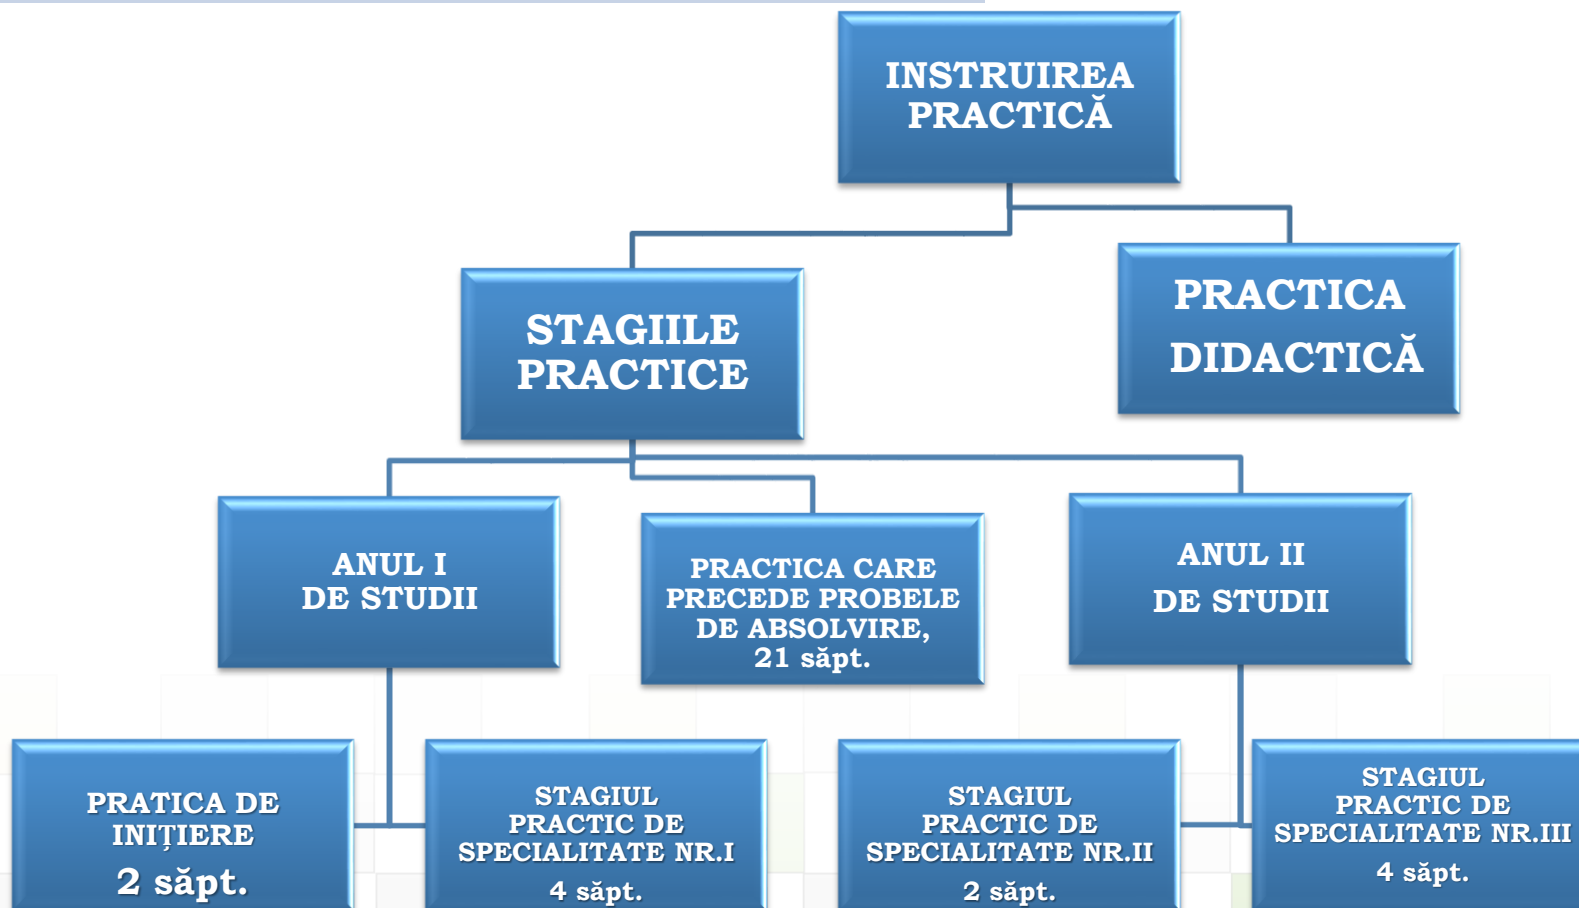 INSTRUIREA
PRACTICĂ
STAGIILE
PRACTICE
PRACTICA
DIDACTICĂ
ANUL I
DE STUDII
PRACTICA CARE
PRECEDE PROBELE
DE ABSOLVIRE,
21 săpt.
ANUL II
DE STUDII
PRATICA DE
INIȚIERE
2 săpt.
STAGIUL
PRACTIC DE
SPECIALITATE NR.I
4 săpt.
STAGIUL
PRACTIC DE
SPECIALITATE NR.II
2 săpt.
STAGIUL
PRACTIC DE
SPECIALITATE NR.III
4 săpt.